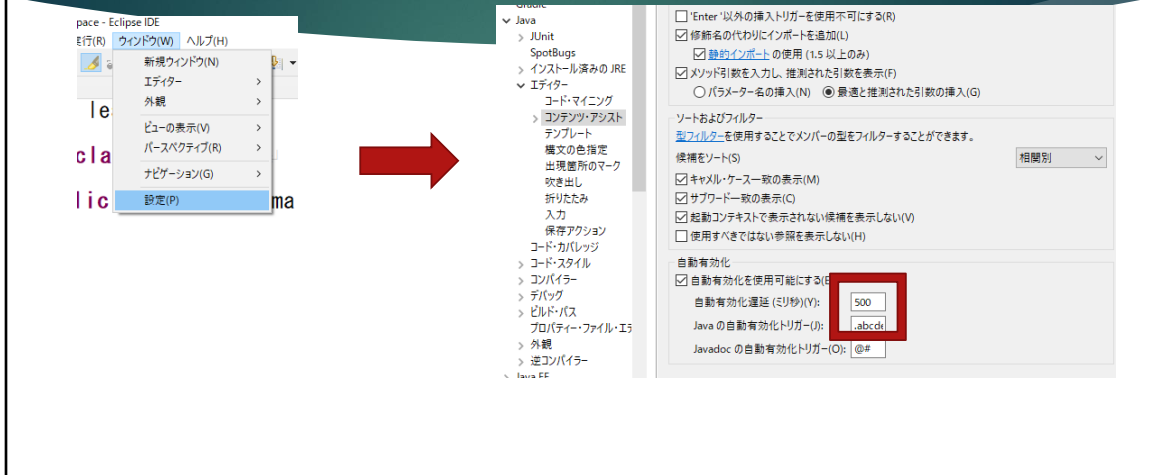 pace - Eclipse IDE
実行(R) ウィンドウ(W) ヘルプ(H)
新規ウィンドウ(N)
エディター
外観
ビューの表示(V)
パースペクティブ(R)
ナビゲーション(G)
設定(P)
le
cla
lic
ma
Java
JUnit
SpotBugs
インストール済みの JRE
エディター
コード・マイニング
コンテンツ・アシスト
テンプレート
構文の色指定
出現箇所のマーク
吹き出し
折りたたみ
入力
保存アクション
コード・カバレッジ
コード・スタイル
コンパイラー
デバッグ
ビルド・パス
プロパティー・ファイル・エデ
外観
逆コンパイラー
Java EE
'Enter '以外の挿入トリガーを使用不可にする(R)
修飾名の代わりにインポートを追加(L)
静的インポート の使用 (1.5 以上のみ)
メソッド引数を入力し、推測された引数を表示(F)
パラメーター名の挿入(N) 最適と推測された引数の挿入(G)
ソートおよびフィルター
型フィルターを使用することでメンバーの型をフィルターすることができます。
候補をソート(S) 相関別
キャメル・ケース一致の表示(M)
サブワード一致の表示(C)
起動コンテキストで表示されない候補を表示しない(V)
使用すべきではない参照を表示しない(H)
自動有効化
自動有効化を使用可能にする(E
自動有効化遅延 (ミリ秒)(Y): 500
Java の自動有効化トリガー(J): .abcde
Javadoc の自動有効化トリガー(O): @#